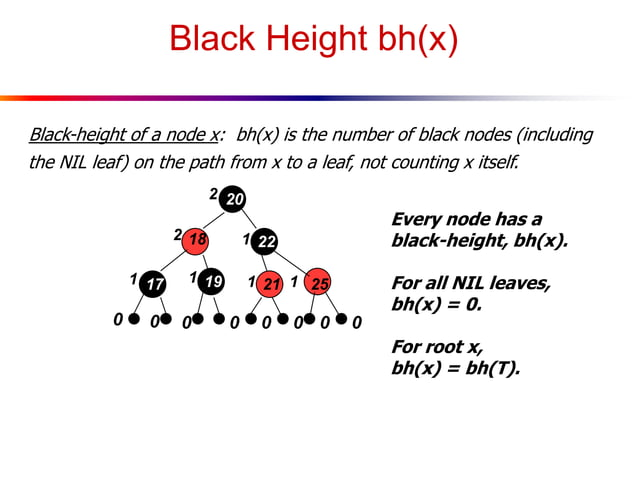 Black Height bh(x)
Black-height of a node x: bh(x) is the number of black nodes (including
the NIL leaf) on the path from x to a leaf, not counting x itself.
2 20
2 18 1 22
1 17 1 19 1 21 1 25
0 0 0 0 0 0 0 0
Every node has a
black-height, bh(x).
For all NIL leaves,
bh(x) = 0.
For root x,
bh(x) = bh(T).